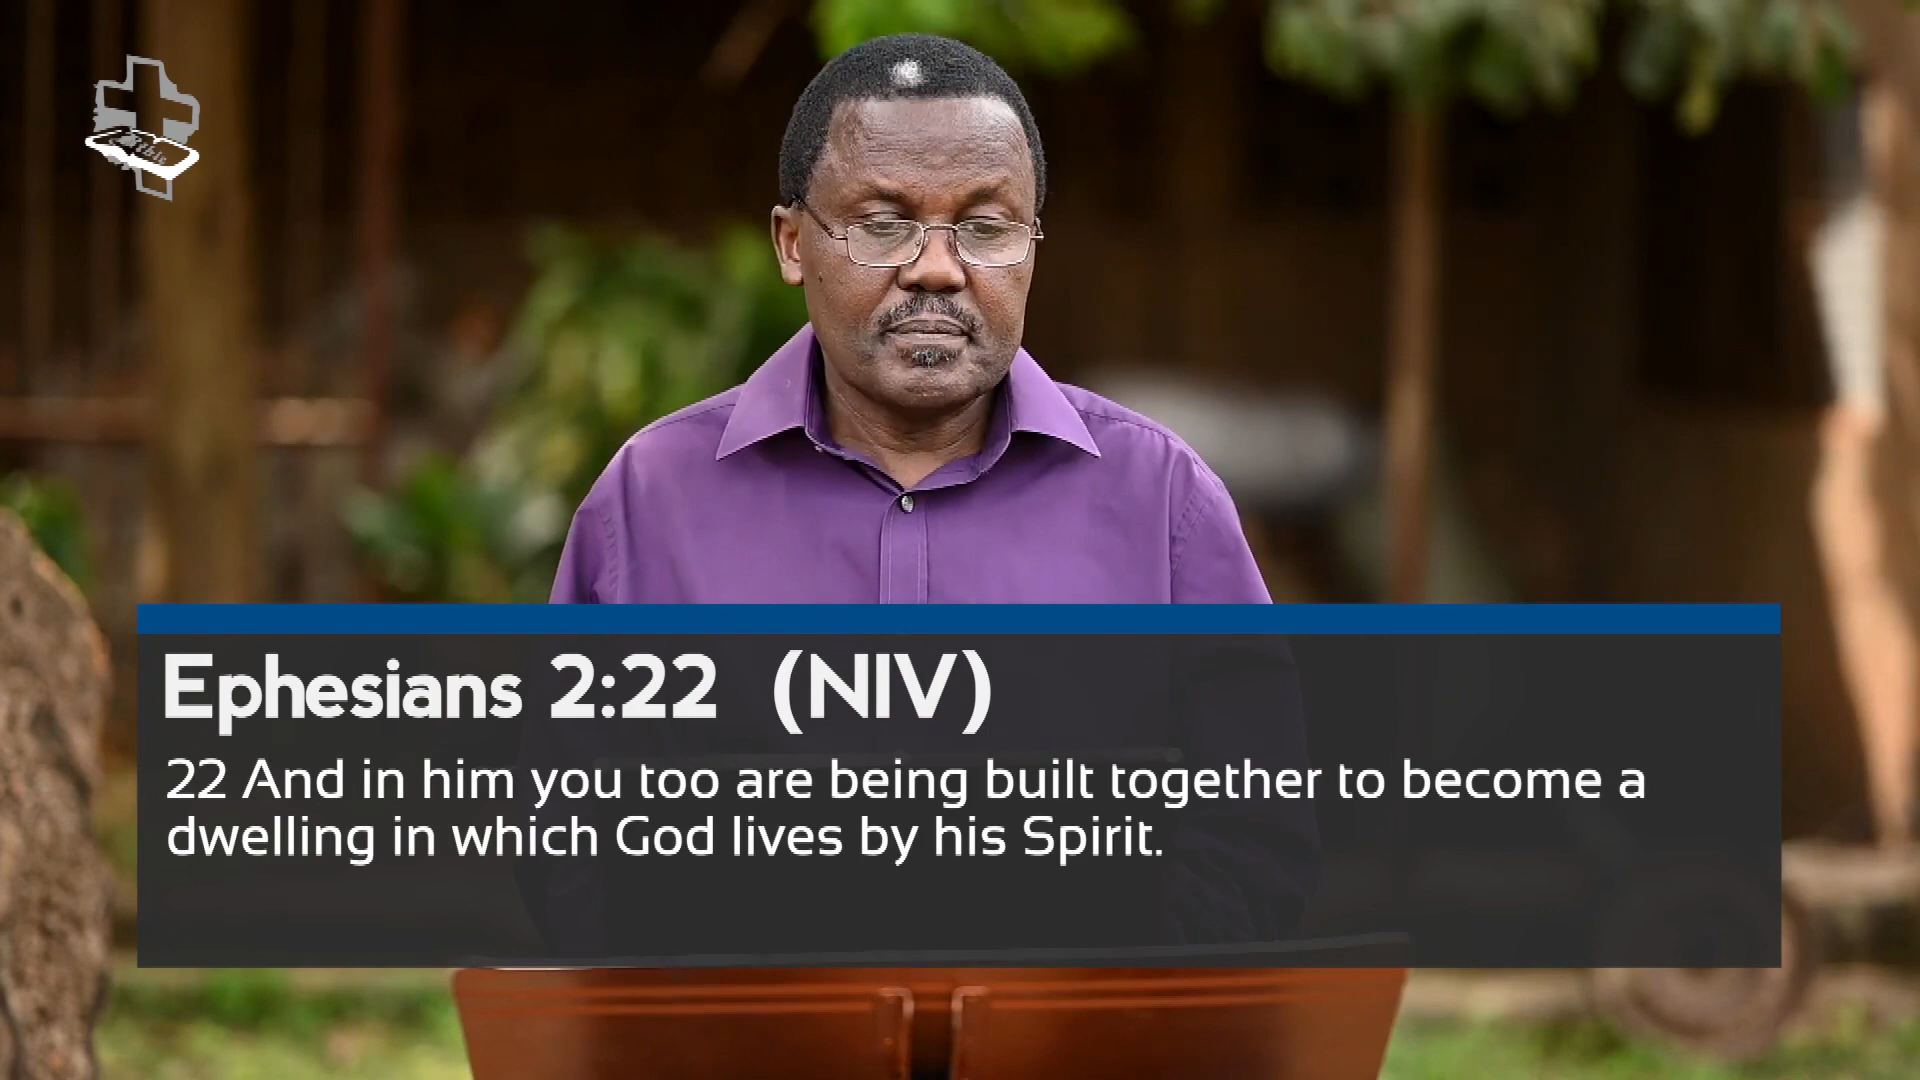 Ephesians 2:22 (NIV)
22 And in him you too are being built together to become a
dwelling in which God lives by his Spirit.